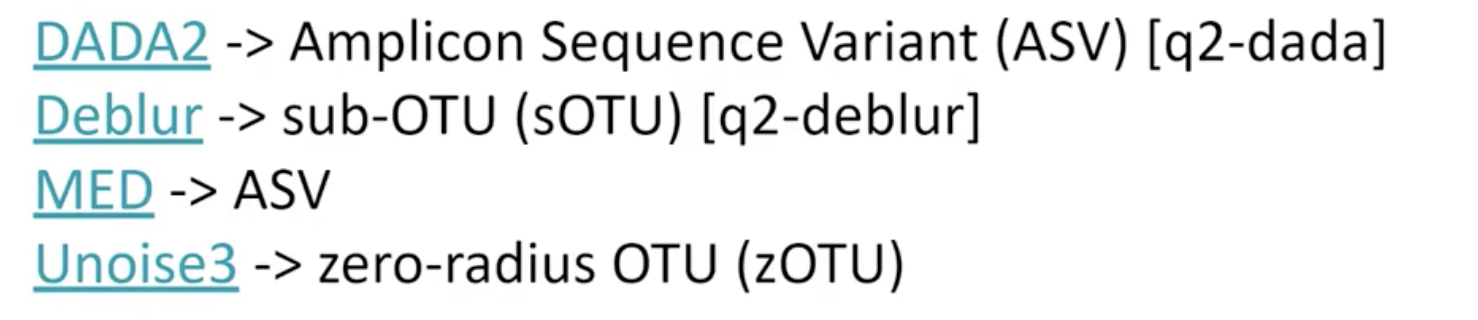 DADA2 -> Amplicon Sequence Variant (ASV) [q2-dada]
Deblur -> sub-OTU (sOTU) [q2-deblur]
MED -> ASV
Unoise3 -> zero-radius OTU (zOTU)